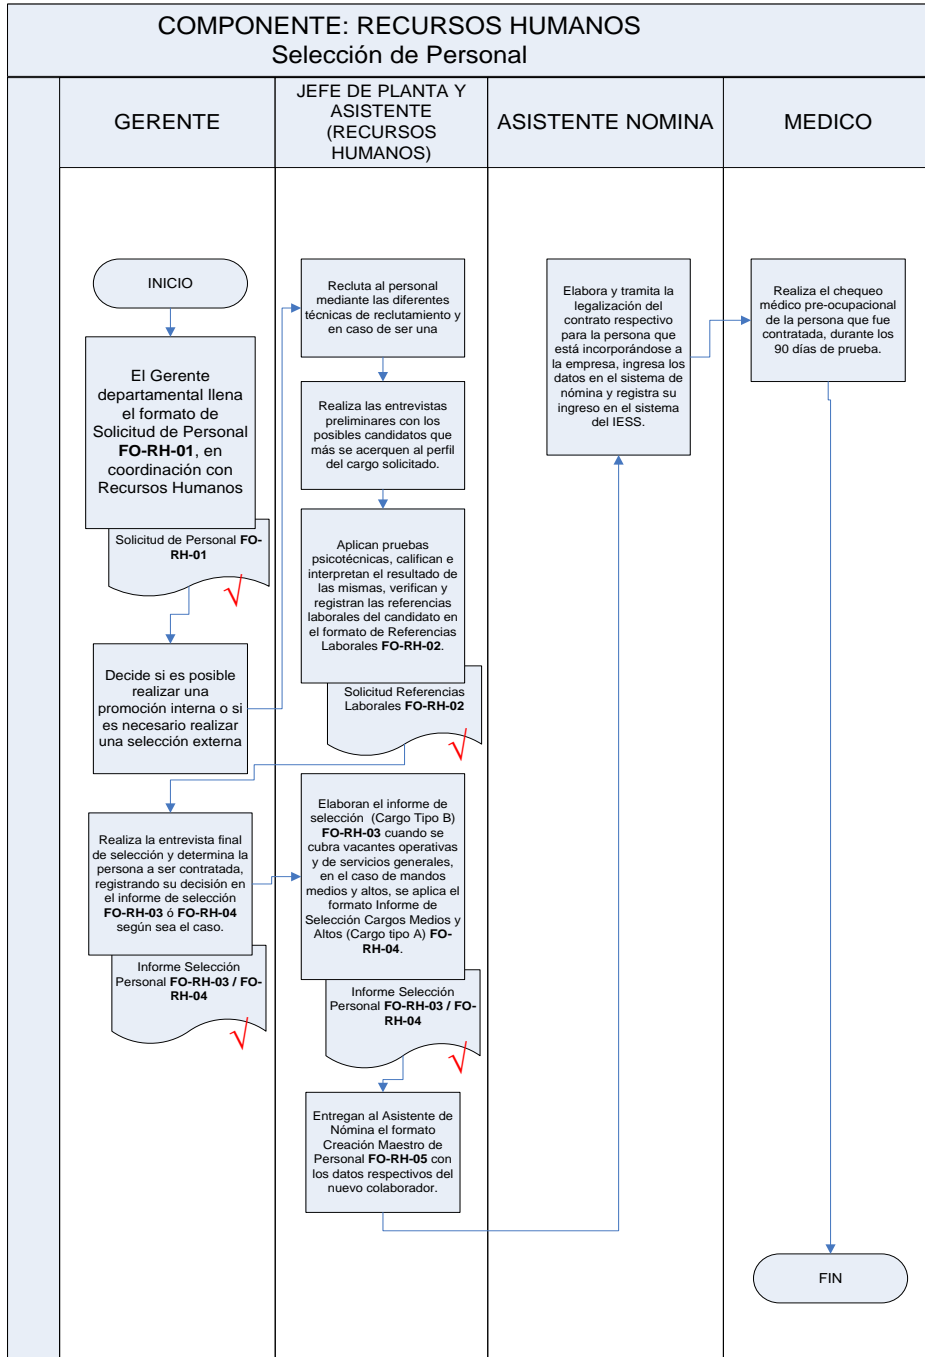 COMPONENTE: RECURSOS HUMANOS
Selección de Personal
GERENTE
JEFE DE PLANTA Y
ASISTENTE
(RECURSOS
HUMANOS)
ASISTENTE NOMINA
MEDICO
INICIO
El Gerente
departamental llena
el formato de
Solicitud de Personal
FO-RH-01, en
coordinación con
Recursos Humanos
Solicitud de Personal FO-
RH-01
Decide si es posible
realizar una
promoción interna o si
es necesario realizar
una selección externa
Realiza la entrevista final
de selección y determina la
persona a ser contratada,
registrando su decisión en
el informe de selección
FO-RH-03 ó FO-RH-04
según sea el caso.
Informe Selección
Personal FO-RH-03 / FO-
RH-04
Recluta al personal
mediante las diferentes
técnicas de reclutamiento y
en caso de ser una
Realiza las entrevistas
preliminares con los
posibles candidatos que
más se acerquen al perfil
del cargo solicitado.
Aplican pruebas
psicotécnicas, califican e
interpretan el resultado de
las mismas, verifican y
registran las referencias
laborales del candidato en
el formato de Referencias
Laborales FO-RH-02.
Solicitud Referencias
Laborales FO-RH-02
Elaboran el informe de
selección (Cargo Tipo B)
FO-RH-03 cuando se
cubra vacantes operativas
y de servicios generales,
en el caso de mandos
medios y altos, se aplica el
formato Informe de
Selección Cargos Medios y
Altos (Cargo tipo A) FO-
RH-04.
Informe Selección
Personal FO-RH-03 / FO-
RH-04
Entregan al Asistente de
Nómina el formato
Creación Maestro de
Personal FO-RH-05 con
los datos respectivos del
nuevo colaborador.
Elabora y tramita la
legalización del
contrato respectivo
para la persona que
está incorporándose a
la empresa, ingresa los
datos en el sistema de
nómina y registra su
ingreso en el sistema
del IESS.
Realiza el chequeo
médico pre-ocupacional
de la persona que fue
contratada, durante los
90 días de prueba.
FIN